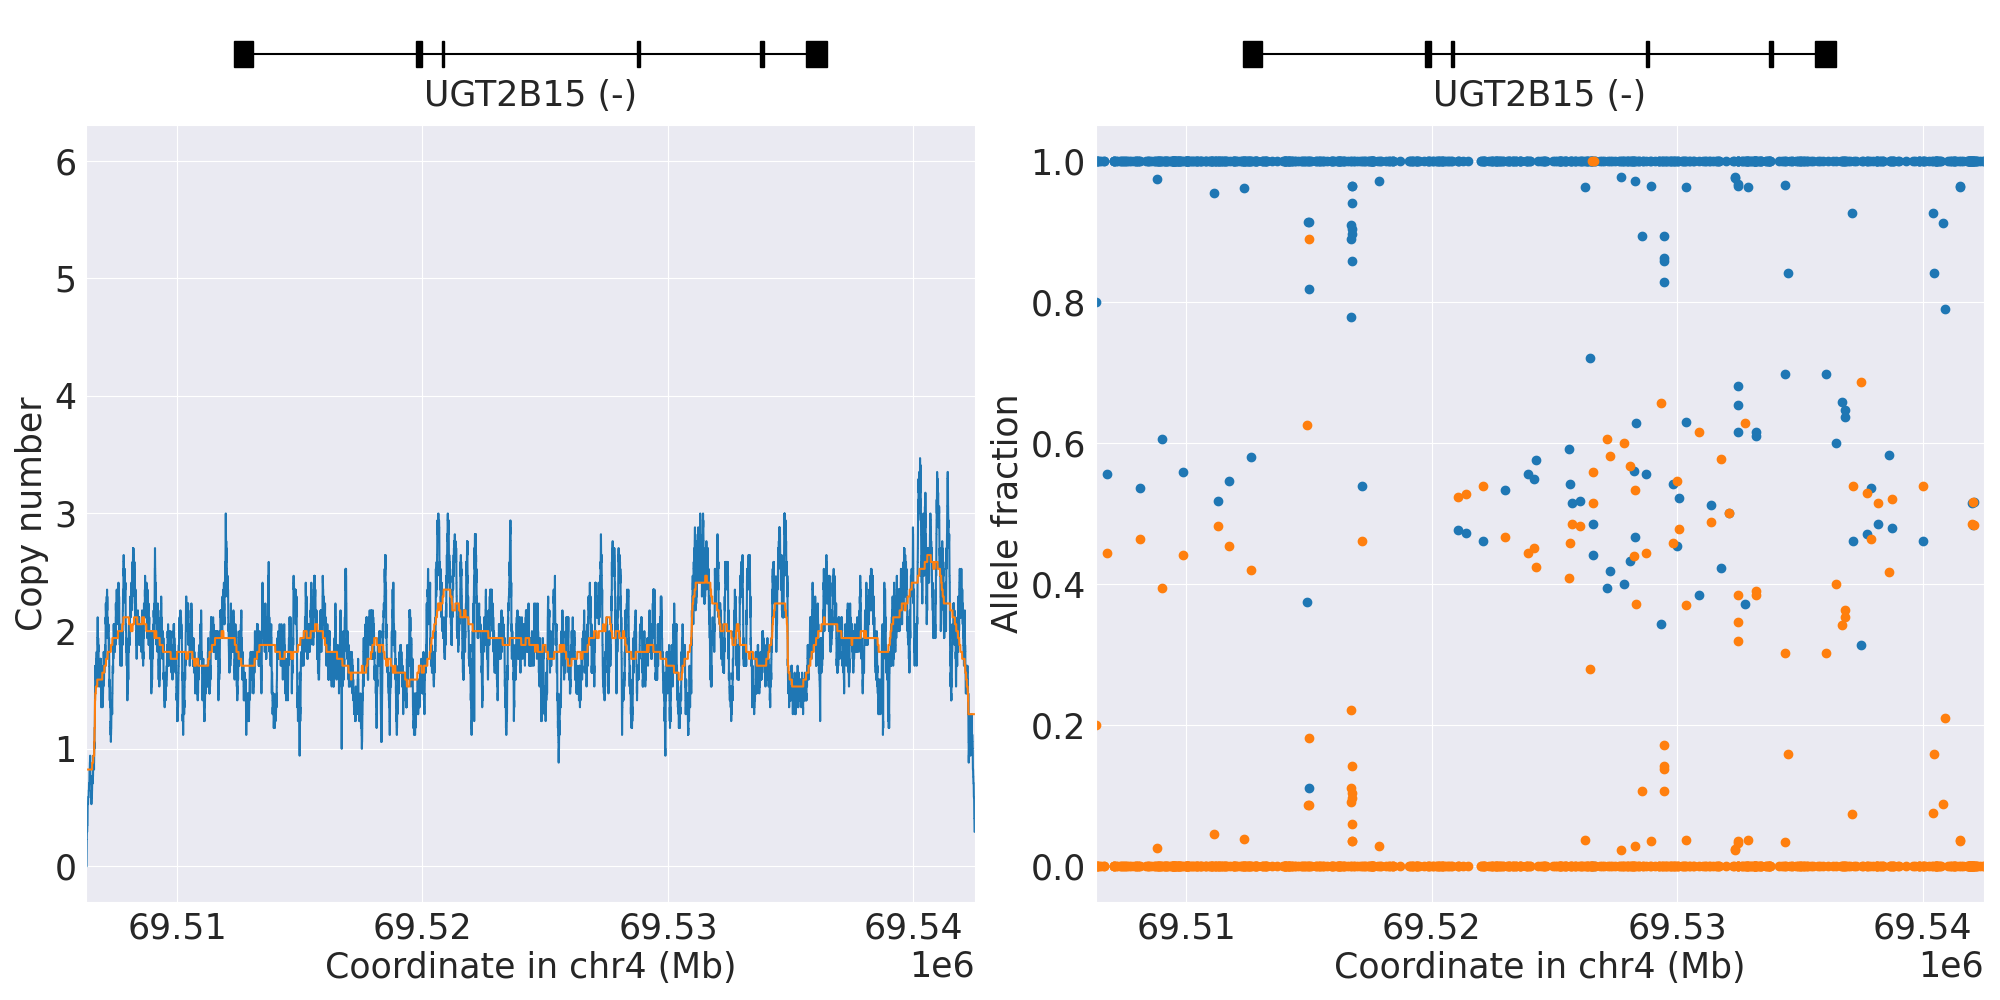 UGT2B15 (-)
6
5
4
3
2
1
0
Copy number
69.51 69.52 69.53 69.54
Coordinate in chr4 (Mb)
1e6
UGT2B15 (-)
1.0
0.8
0.6
0.4
0.2
0.0
Allele fraction
69.51 69.52 69.53 69.54
Coordinate in chr4 (Mb)
1e6